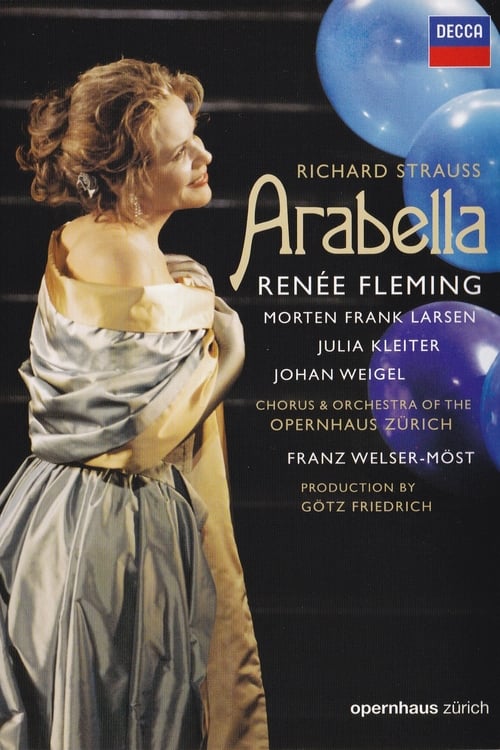 DECCA
RICHARD STRAUSS
Arabella
RENÉE FLEMING
MORTEN FRANK LARSEN
JULIA KLEITER
JOHAN WEIGEL
CHORUS & ORCHESTRA OF THE
OPERNHAUS ZÜRICH
FRANZ WELSER-MÖST
PRODUCTION BY
GÖTZ FRIEDRICH
opernhaus zürich